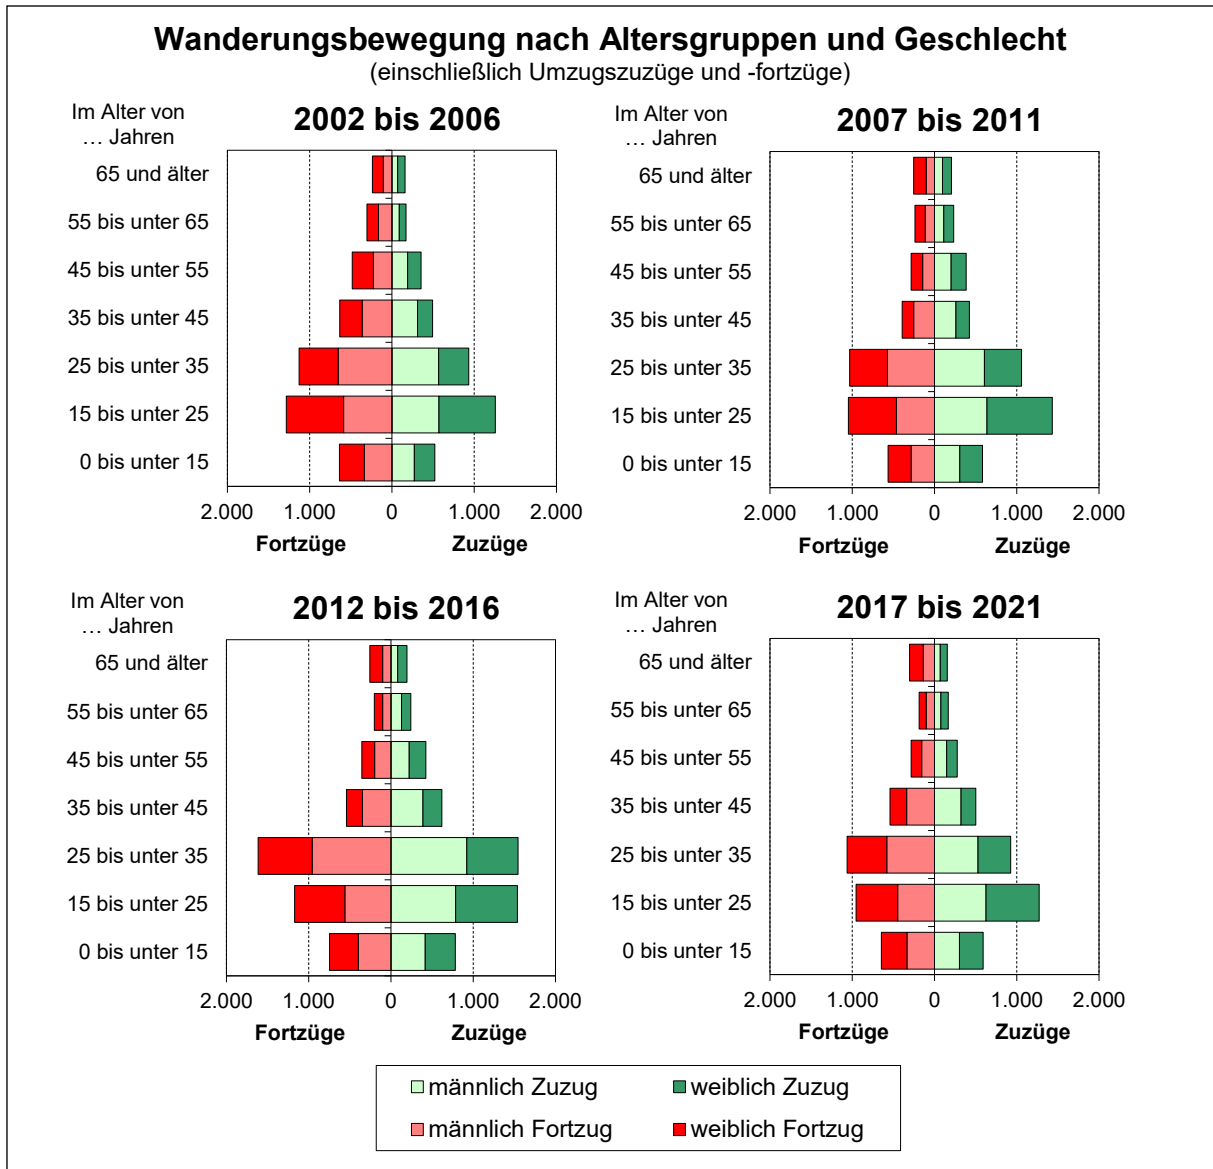 Wanderungsbewegung nach Altersgruppen und Geschlecht
(einschließlich Umzugszuzüge und -fortzüge)
Im Alter von
… Jahren
2002 bis 2006
65 und älter
55 bis unter 65
45 bis unter 55
35 bis unter 45
25 bis unter 35
15 bis unter 25
0 bis unter 15
2.000 1.000 0 1.000 2.000
Fortzüge Zuzüge
Im Alter von
… Jahren
2007 bis 2011
65 und älter
55 bis unter 65
45 bis unter 55
35 bis unter 45
25 bis unter 35
15 bis unter 25
0 bis unter 15
2.000 1.000 0 1.000 2.000
Fortzüge Zuzüge
Im Alter von
… Jahren
2012 bis 2016
65 und älter
55 bis unter 65
45 bis unter 55
35 bis unter 45
25 bis unter 35
15 bis unter 25
0 bis unter 15
2.000 1.000 0 1.000 2.000
Fortzüge Zuzüge
Im Alter von
… Jahren
2017 bis 2021
65 und älter
55 bis unter 65
45 bis unter 55
35 bis unter 45
25 bis unter 35
15 bis unter 25
0 bis unter 15
2.000 1.000 0 1.000 2.000
Fortzüge Zuzüge
männlich Zuzug weiblich Zuzug
männlich Fortzug weiblich Fortzug